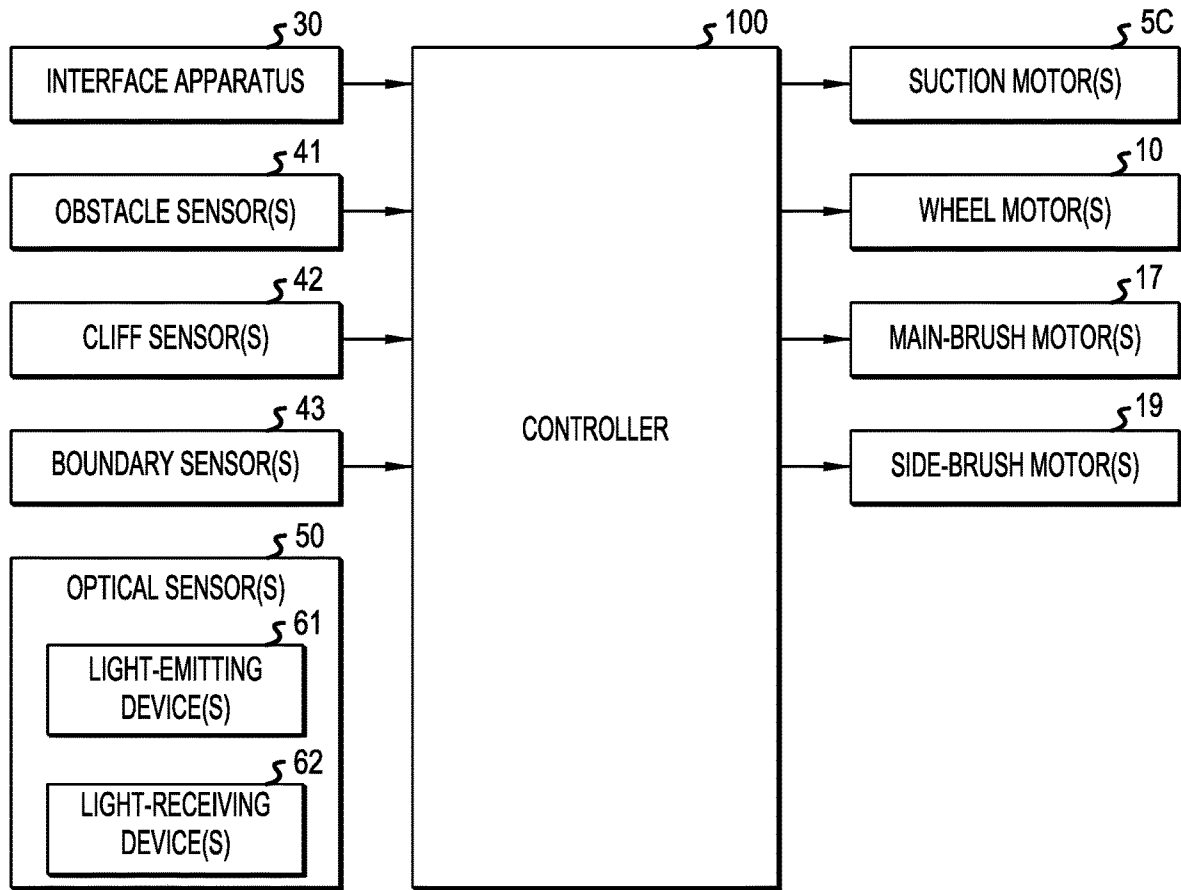 30
INTERFACE APPARATUS
41
OBSTACLE SENSOR(S)
42
CLIFF SENSOR(S)
43
BOUNDARY SENSOR(S)
50
OPTICAL SENSOR(S)
61
LIGHT-EMITTING
DEVICE(S)
62
LIGHT-RECEIVING
DEVICE(S)
100
CONTROLLER
5C
SUCTION MOTOR(S)
10
WHEEL MOTOR(S)
17
MAIN-BRUSH MOTOR(S)
19
SIDE-BRUSH MOTOR(S)